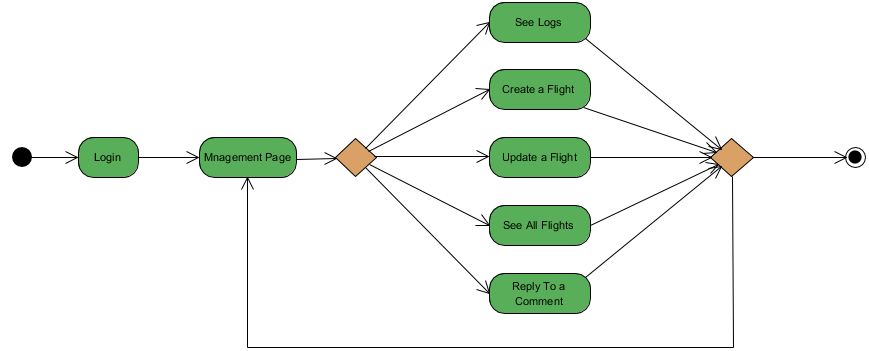 See Logs
Create a Flight
Login
Mnagement Page
Update a Flight
See All Flights
Reply To a
Comment